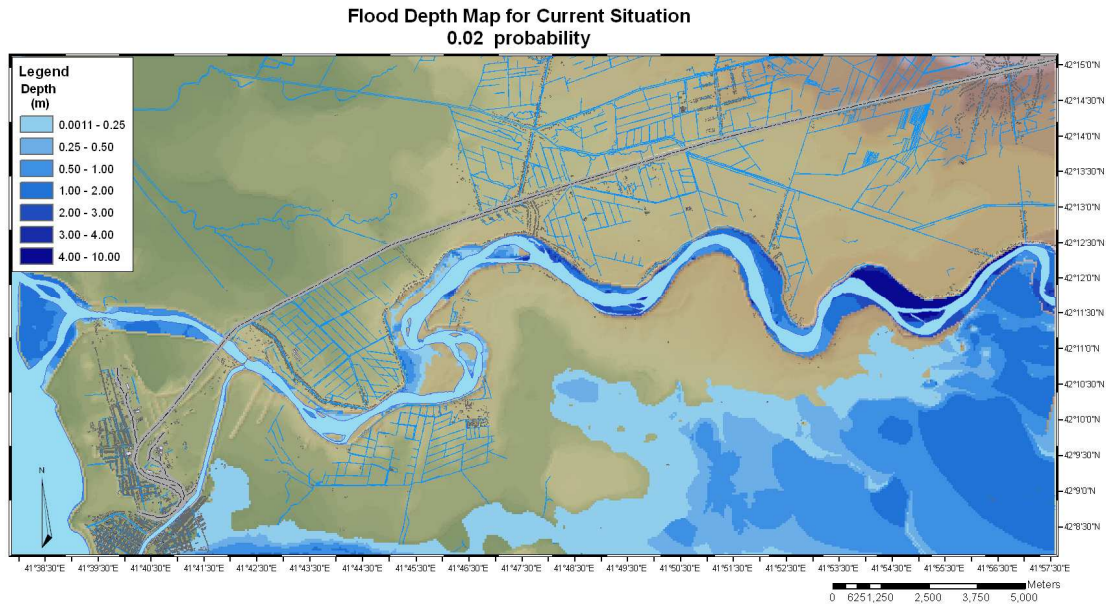 Flood Depth Map for Current Situation
0.02 probability
Legend
Depth
(m)
0.0011 - 0.25
0.25 - 0.50
0.50 - 1.00
1.00 - 2.00
2.00 - 3.00
3.00 - 4.00
4.00 - 10.00
42°15'0"N
42°14'30"N
42°14'0"N
42°13'30"N
42°13'0"N
42°12'30"N
42°12'0"N
42°11'30"N
42°11'0"N
42°10'30"N
42°10'0"N
42°9'30"N
42°9'0"N
42°8'30"N
N
41°38'30"E 41°39'30"E 41°40'30"E 41°41'30"E 41°42'30"E 41°43'30"E 41°44'30"E 41°45'30"E 41°46'30"E 41°47'30"E 41°48'30"E 41°49'30"E 41°50'30"E 41°51'30"E 41°52'30"E 41°53'30"E 41°54'30"E 41°55'30"E 41°56'30"E 41°57'30"E
Meters
0 625 1,250 2,500 3,750 5,000